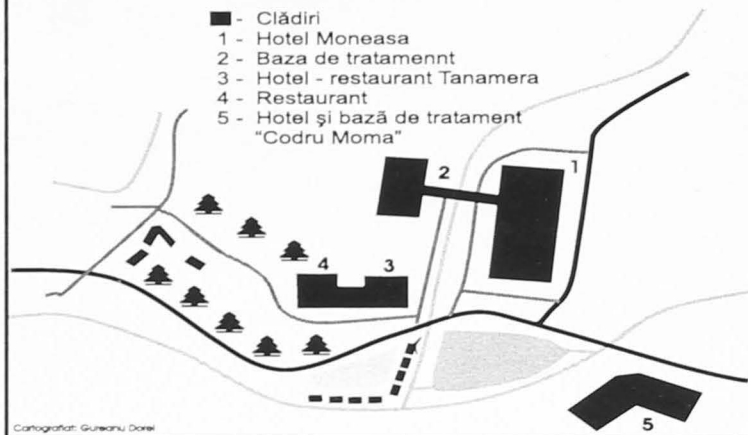 ■ - Clădiri
1 - Hotel Moneasa
2 - Baza de tratamennt
3 - Hotel - restaurant Tanamera
4 - Restaurant
5 - Hotel și bază de tratament
"Codru Moma"
2
1
4
3
5
Cartografiat: Gureanu Dorel